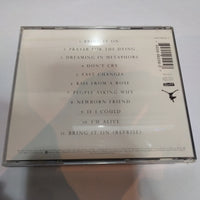 1. BRING IT ON
2. PRAYER FOR THE DYING
3. DREAMING IN METAPHORS
4. DON'T CRY
5. FAST CHANGES
6. KISS FROM A ROSE
7. PEOPLE ASKING WHY
8. NEWBORN FRIEND
9. IF I COULD
10. I'M ALIVE
11. BRING IT ON (REPRISE)